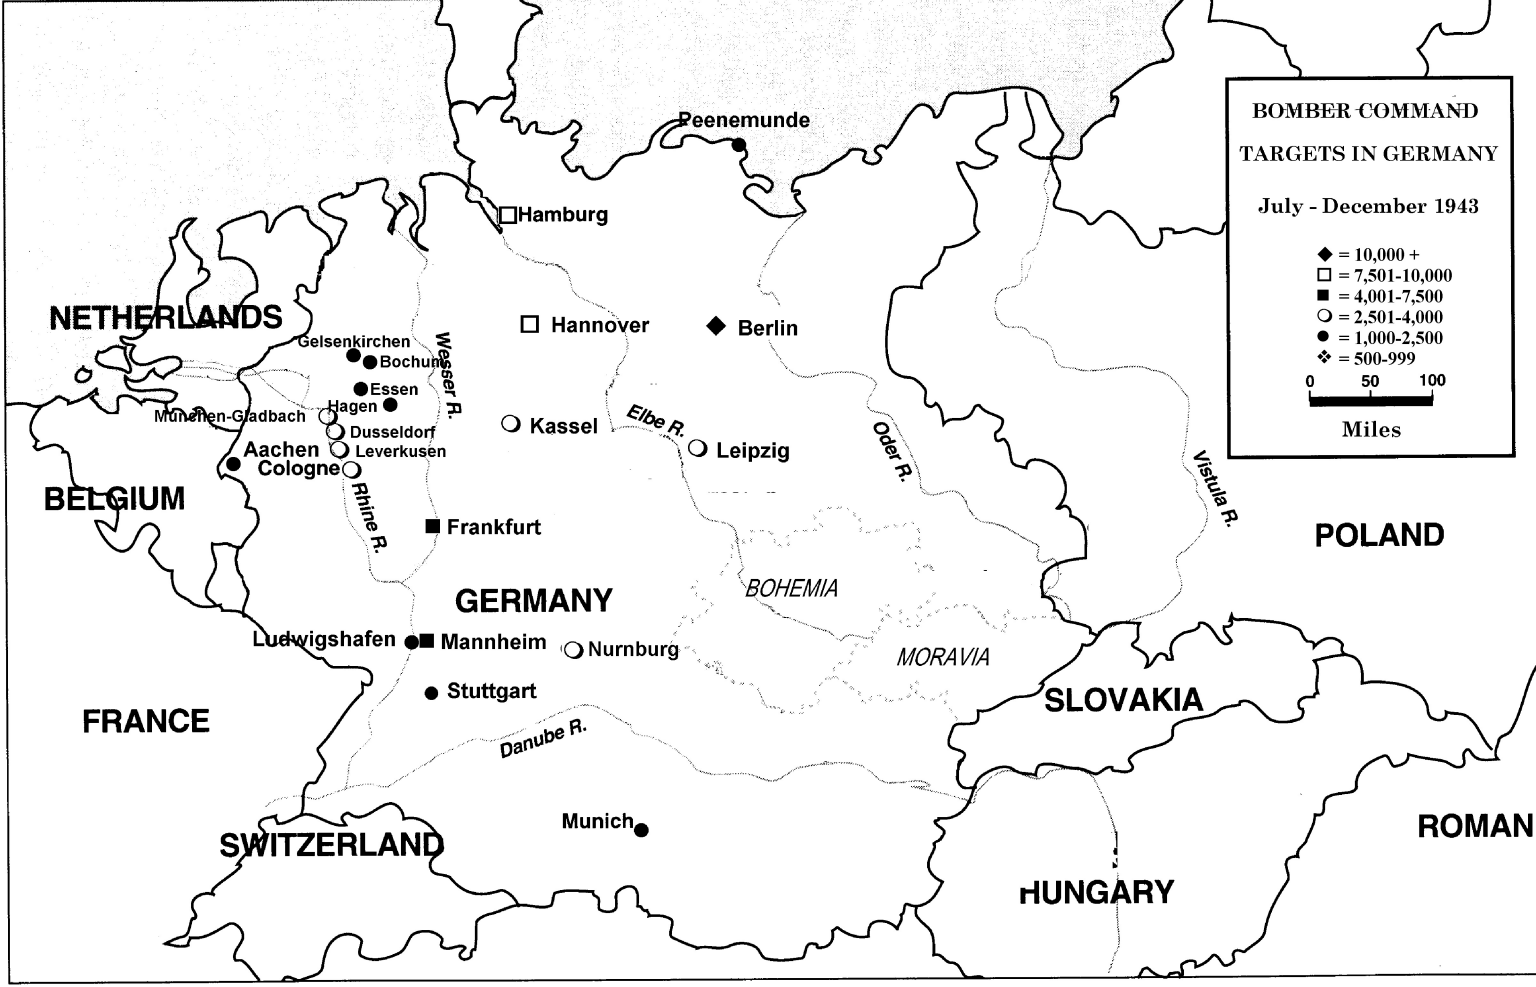 Peenemunde
BOMBER COMMAND
TARGETS IN GERMANY
July - December 1943
◆ = 10,000 +
□ = 7,501-10,000
■ = 4,001-7,500
○ = 2,501-4,000
● = 1,000-2,500
❖ = 500-999
0 50 100
Miles
Hamburg
NETHERLANDS
Hannover
Berlin
Gelsenkirchen
Bochum
Wesser R.
Essen
Hagen
Munchen-Gladbach
Dusseldorf
Leverkusen
Aachen
Cologne
Kassel
Elbe R.
Leipzig
Oder R.
Vistula R.
BELGIUM
Rhine R.
Frankfurt
POLAND
GERMANY
BOHEMIA
Ludwigshafen
Mannheim
Nurnburg
MORAVIA
Stuttgart
SLOVAKIA
FRANCE
Danube R.
Munich
SWITZERLAND
ROMAN
HUNGARY